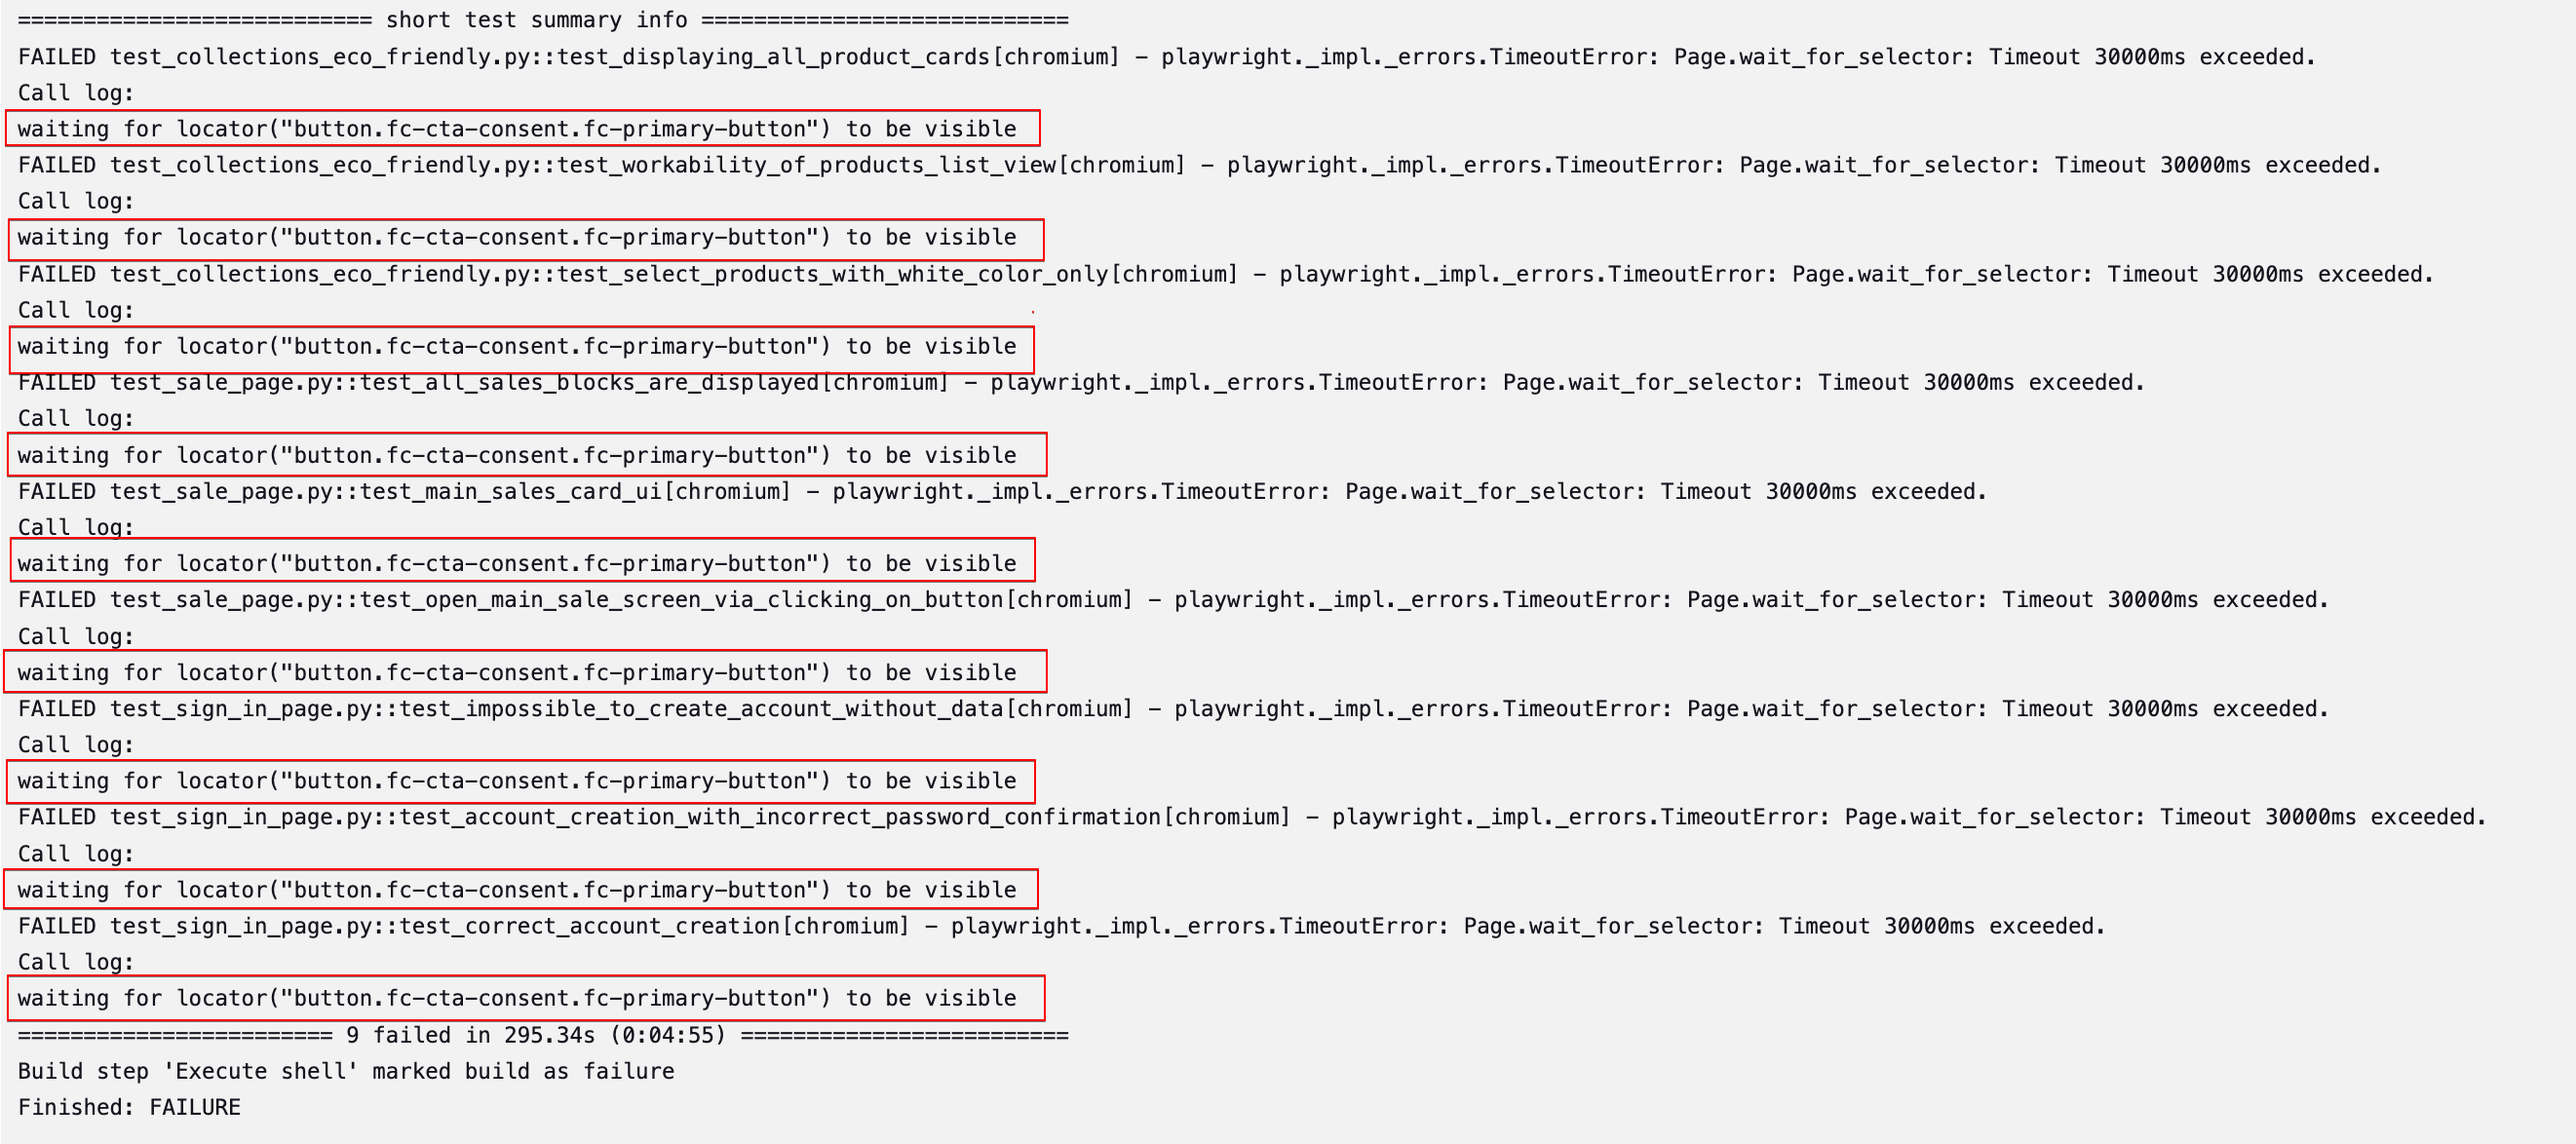 =========================== short test summary info ============================
FAILED test_collections_eco_friendly.py::test_displaying_all_product_cards[chromium] - playwright._impl._errors.TimeoutError: Page.wait_for_selector: Timeout 30000ms exceeded.
Call log:
waiting for locator("button.fc-cta-consent.fc-primary-button") to be visible
FAILED test_collections_eco_friendly.py::test_workability_of_products_list_view[chromium] - playwright._impl._errors.TimeoutError: Page.wait_for_selector: Timeout 30000ms exceeded.
Call log:
waiting for locator("button.fc-cta-consent.fc-primary-button") to be visible
FAILED test_collections_eco_friendly.py::test_select_products_with_white_color_only[chromium] - playwright._impl._errors.TimeoutError: Page.wait_for_selector: Timeout 30000ms exceeded.
Call log:
waiting for locator("button.fc-cta-consent.fc-primary-button") to be visible
FAILED test_sale_page.py::test_all_sales_blocks_are_displayed[chromium] - playwright._impl._errors.TimeoutError: Page.wait_for_selector: Timeout 30000ms exceeded.
Call log:
waiting for locator("button.fc-cta-consent.fc-primary-button") to be visible
FAILED test_sale_page.py::test_main_sales_card_ui[chromium] - playwright._impl._errors.TimeoutError: Page.wait_for_selector: Timeout 30000ms exceeded.
Call log:
waiting for locator("button.fc-cta-consent.fc-primary-button") to be visible
FAILED test_sale_page.py::test_open_main_sale_screen_via_clicking_on_button[chromium] - playwright._impl._errors.TimeoutError: Page.wait_for_selector: Timeout 30000ms exceeded.
Call log:
waiting for locator("button.fc-cta-consent.fc-primary-button") to be visible
FAILED test_sign_in_page.py::test_impossible_to_create_account_without_data[chromium] - playwright._impl._errors.TimeoutError: Page.wait_for_selector: Timeout 30000ms exceeded.
Call log:
waiting for locator("button.fc-cta-consent.fc-primary-button") to be visible
FAILED test_sign_in_page.py::test_account_creation_with_incorrect_password_confirmation[chromium] - playwright._impl._errors.TimeoutError: Page.wait_for_selector: Timeout 30000ms exceeded.
Call log:
waiting for locator("button.fc-cta-consent.fc-primary-button") to be visible
FAILED test_sign_in_page.py::test_correct_account_creation[chromium] - playwright._impl._errors.TimeoutError: Page.wait_for_selector: Timeout 30000ms exceeded.
Call log:
waiting for locator("button.fc-cta-consent.fc-primary-button") to be visible
======================== 9 failed in 295.34s (0:04:55) =========================
Build step 'Execute shell' marked build as failure
Finished: FAILURE